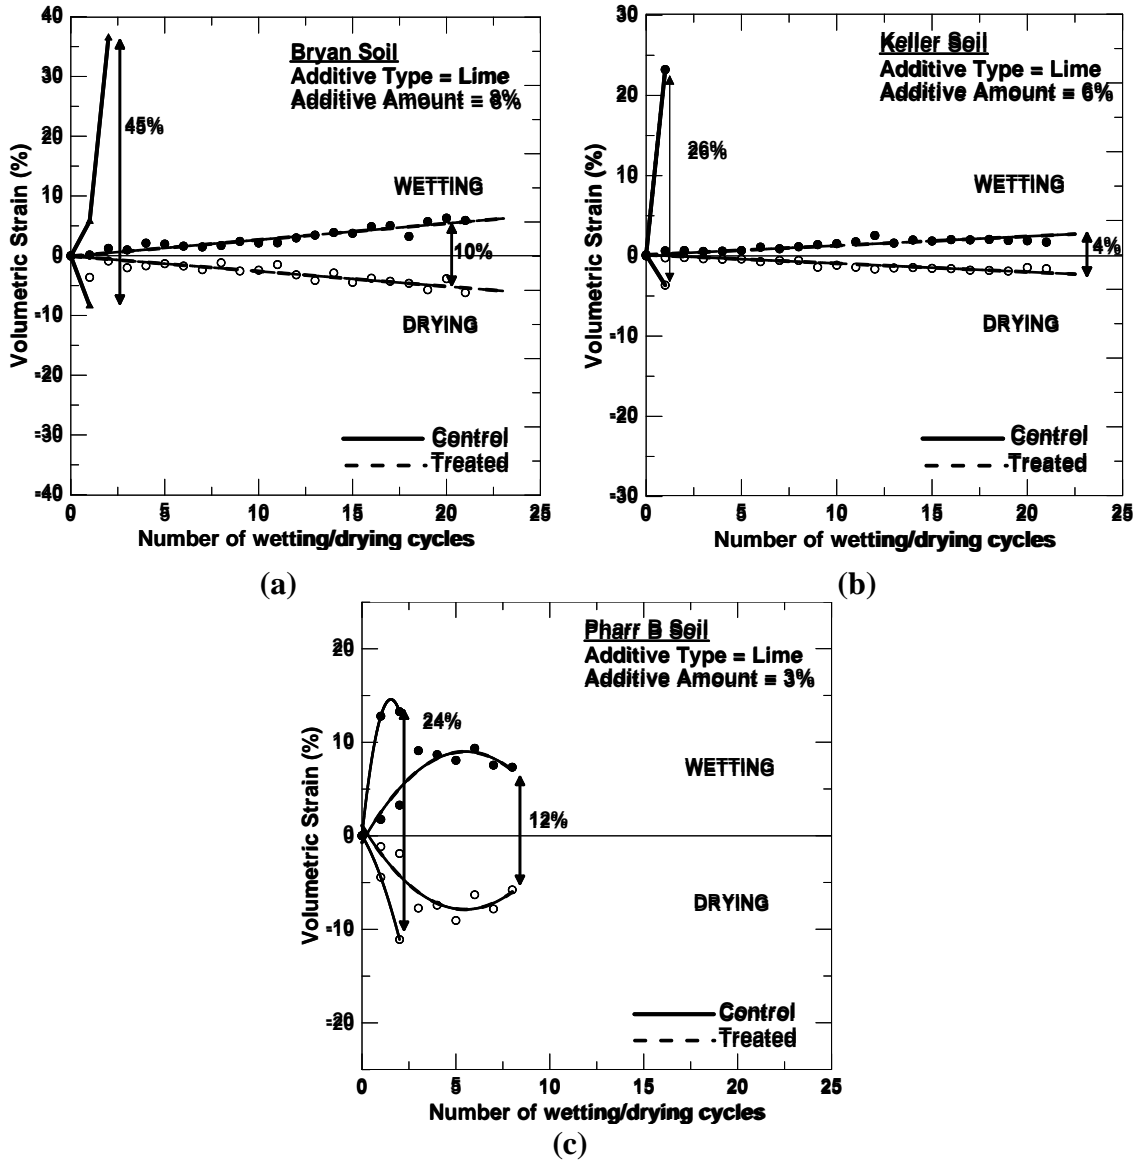 40
30
20
10
0
-10
-20
-30
-40
Volumetric Strain (%)
Bryan Soil
Additive Type = Lime
Additive Amount = 8%
45%
WETTING
10%
DRYING
Control
Treated
0 5 10 15 20 25
Number of wetting/drying cycles
(a)
30
20
10
0
-10
-20
-30
Volumetric Strain (%)
Keller Soil
Additive Type = Lime
Additive Amount = 6%
26%
WETTING
4%
DRYING
Control
Treated
0 5 10 15 20 25
Number of wetting/drying cycles
(b)
20
10
0
-10
-20
Volumetric Strain (%)
Pharr B Soil
Additive Type = Lime
Additive Amount = 3%
24%
WETTING
12%
DRYING
Control
Treated
0 5 10 15 20 25
Number of wetting/drying cycles
(c)